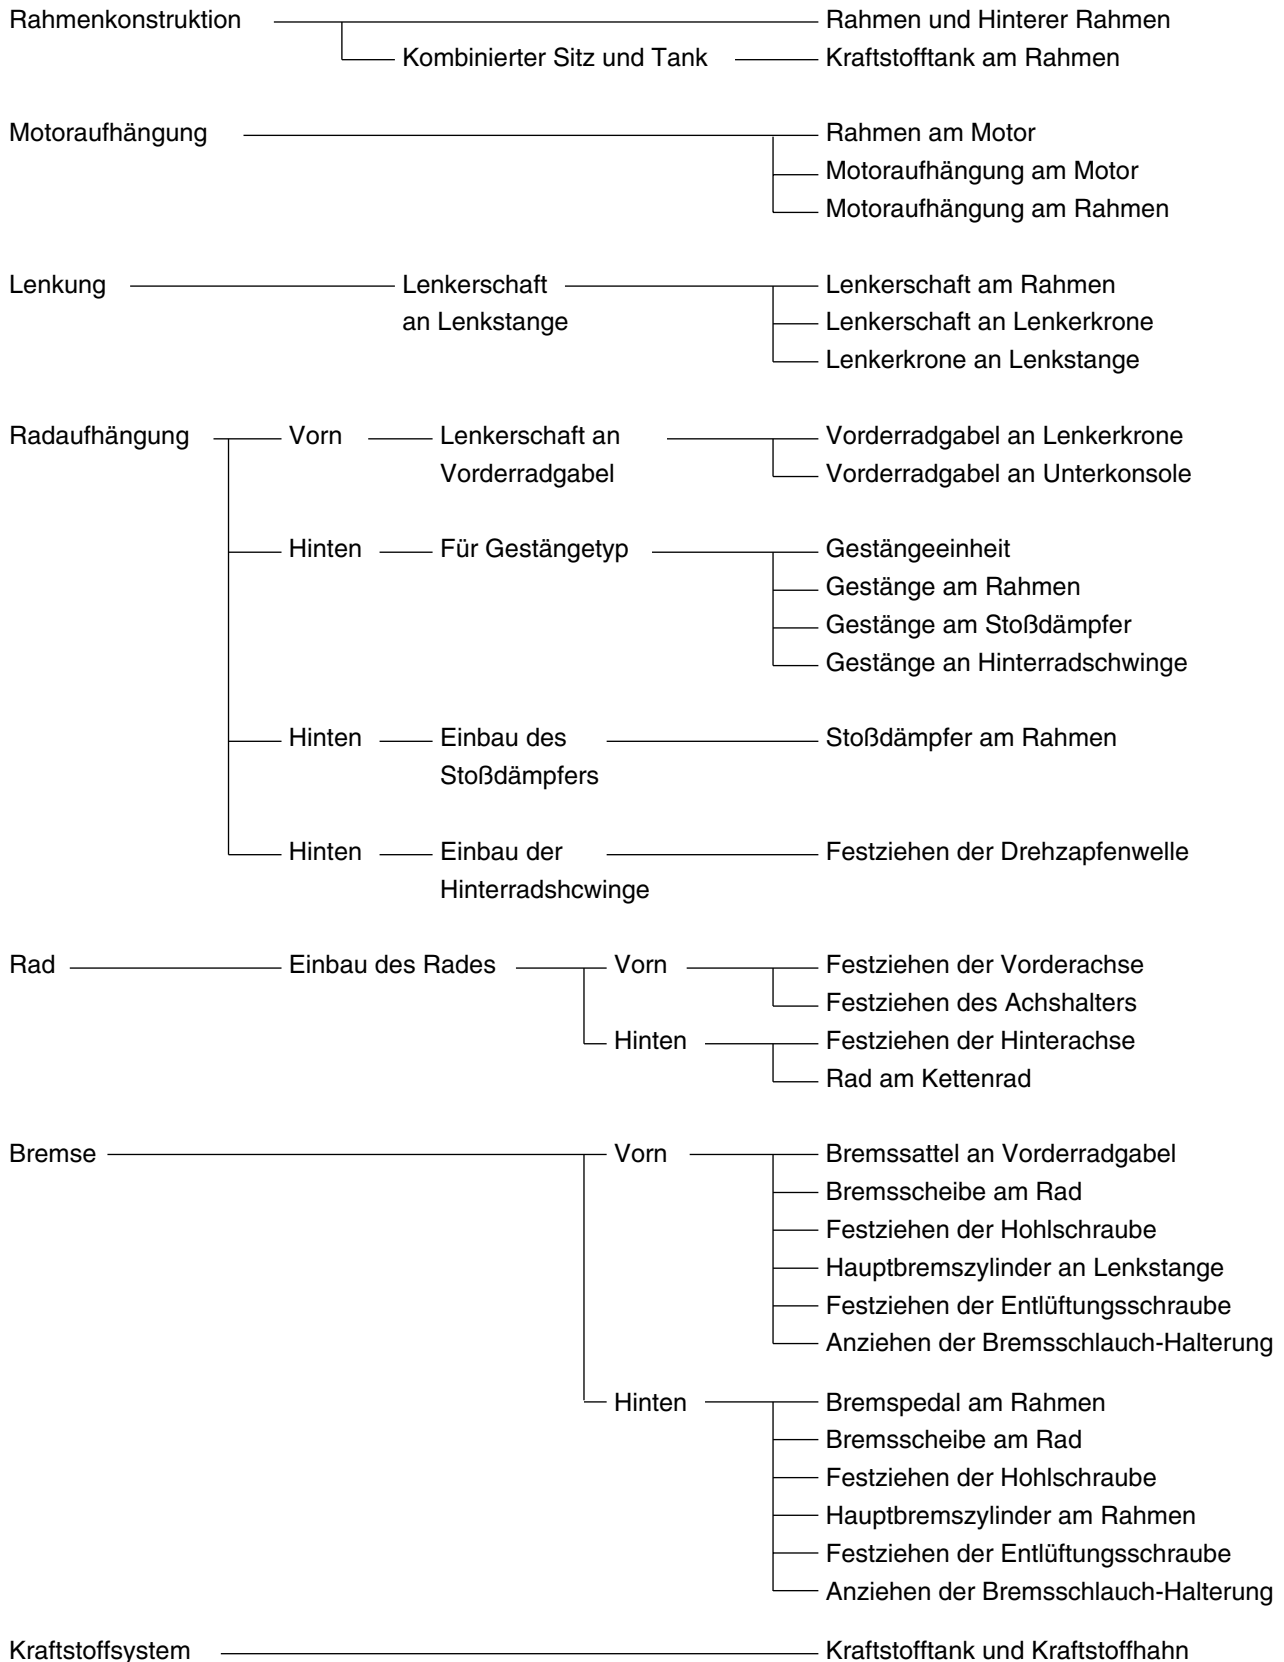 Rahmenkonstruktion Rahmen und Hinterer Rahmen
Kombinierter Sitz und Tank Kraftstofftank am Rahmen
Motoraufhängung Rahmen am Motor
Motoraufhängung am Motor
Motoraufhängung am Rahmen
Lenkung Lenkerschaft Lenkerschaft am Rahmen
an Lenkstange Lenkerschaft an Lenkerkrone
Lenkerkrone an Lenkstange
Radaufhängung Vorn Lenkerschaft an Vorderradgabel an Lenkerkrone
Vorderradgabel Vorderradgabel an Unterkonsole
Hinten Für Gestängetyp Gestängeeinheit
Gestänge am Rahmen
Gestänge am Stoßdämpfer
Gestänge an Hinterradschwinge
Hinten Einbau des Stoßdämpfer am Rahmen
Stoßdämpfers
Hinten Einbau der Festziehen der Drehzapfenwelle
Hinterradshcwinge
Rad Einbau des Rades Vorn Festziehen der Vorderachse
Festziehen des Achshalters
Hinten Festziehen der Hinterachse
Rad am Kettenrad
Bremse Vorn Bremssattel an Vorderradgabel
Bremsscheibe am Rad
Festziehen der Hohlschraube
Hauptbremszylinder an Lenkstange
Festziehen der Entlüftungsschraube
Anziehen der Bremsschlauch-Halterung
Hinten Bremspedal am Rahmen
Bremsscheibe am Rad
Festziehen der Hohlschraube
Hauptbremszylinder am Rahmen
Festziehen der Entlüftungsschraube
Anziehen der Bremsschlauch-Halterung
Kraftstoffsystem Kraftstofftank und Kraftstoffhahn